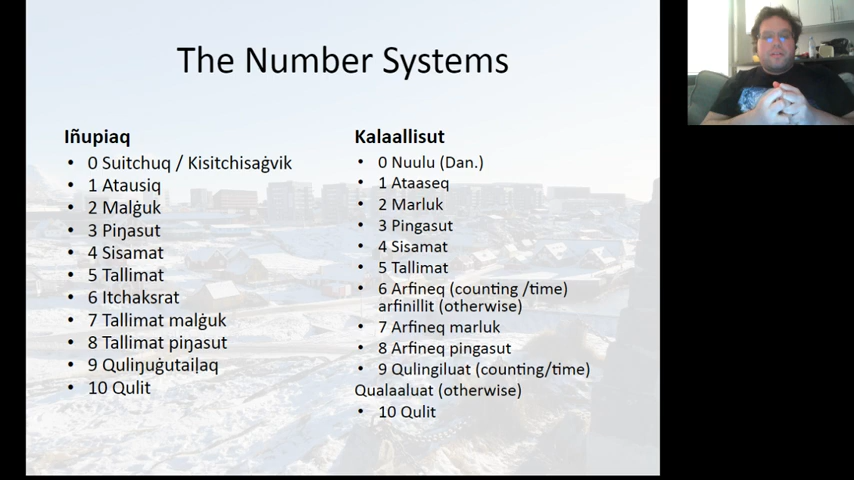 The Number Systems
Iñupiaq
• 0 Suitchuq / Kisitchisaġvik
• 1 Atausiq
• 2 Malġuk
• 3 Piŋasut
• 4 Sisamat
• 5 Tallimat
• 6 Itchaksrat
• 7 Tallimat malġuk
• 8 Tallimat piŋasut
• 9 Quliŋuġutaiḷaq
• 10 Qulit
Kalaallisut
• 0 Nuulu (Dan.)
• 1 Ataaseq
• 2 Marluk
• 3 Pingasut
• 4 Sisamat
• 5 Tallimat
• 6 Arfineq (counting /time)
arfinillit (otherwise)
• 7 Arfineq marluk
• 8 Arfineq pingasut
• 9 Qulingiluat (counting/time)
Qualaaluat (otherwise)
• 10 Qulit